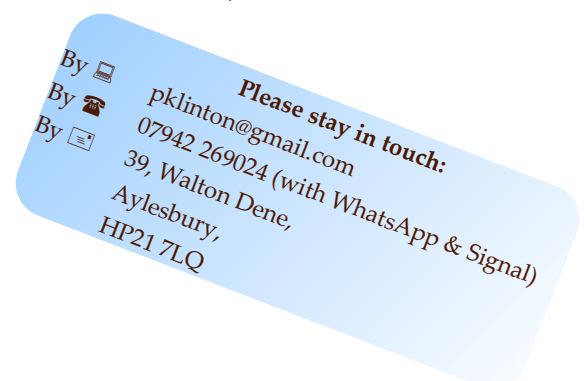 Please stay in touch:
By 💻 pklinton@gmail.com
By ☎ 07942 269024 (with WhatsApp & Signal)
By 🖃 39, Walton Dene,
Aylesbury,
HP21 7LQ